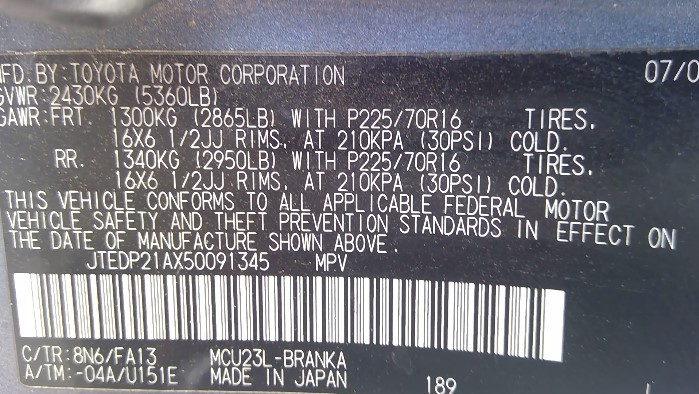 MFD. BY: TOYOTA MOTOR CORPORATION 07/0
GVWR: 2430KG (5360LB)
GAWR: FRT. 1300KG (2865LB) WITH P225/70R16 TIRES,
16X6 1/2JJ RIMS, AT 210KPA (30PSI) COLD.
RR. 1340KG (2950LB) WITH P225/70R16 TIRES,
16X6 1/2JJ RIMS, AT 210KPA (30PSI) COLD.
THIS VEHICLE CONFORMS TO ALL APPLICABLE FEDERAL MOTOR
VEHICLE SAFETY AND THEFT PREVENTION STANDARDS IN EFFECT ON
THE DATE OF MANUFACTURE SHOWN ABOVE.
JTEDP21AX50091345 MPV
C/TR: 8N6/FA13 MCU23L-BRANKA
A/TM: -04A/U151E MADE IN JAPAN 189